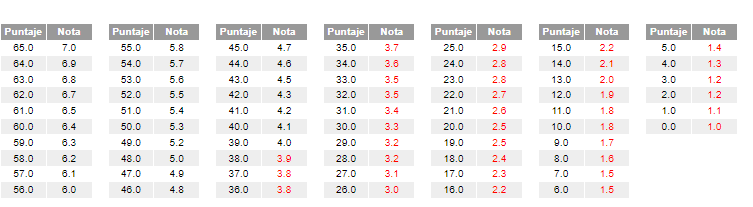 Puntaje Nota Puntaje Nota Puntaje Nota Puntaje Nota Puntaje Nota Puntaje Nota Puntaje Nota
65.0 7.0 55.0 5.8 45.0 4.7 35.0 3.7 25.0 2.9 15.0 2.2 5.0 1.4
64.0 6.9 54.0 5.7 44.0 4.6 34.0 3.6 24.0 2.8 14.0 2.1 4.0 1.3
63.0 6.8 53.0 5.6 43.0 4.5 33.0 3.5 23.0 2.8 13.0 2.0 3.0 1.2
62.0 6.7 52.0 5.5 42.0 4.3 32.0 3.5 22.0 2.7 12.0 1.9 2.0 1.2
61.0 6.5 51.0 5.4 41.0 4.2 31.0 3.4 21.0 2.6 11.0 1.8 1.0 1.1
60.0 6.4 50.0 5.3 40.0 4.1 30.0 3.3 20.0 2.5 10.0 1.8 0.0 1.0
59.0 6.3 49.0 5.2 39.0 4.0 29.0 3.2 19.0 2.5 9.0 1.7
58.0 6.2 48.0 5.0 38.0 3.9 28.0 3.2 18.0 2.4 8.0 1.6
57.0 6.1 47.0 4.9 37.0 3.8 27.0 3.1 17.0 2.3 7.0 1.5
56.0 6.0 46.0 4.8 36.0 3.8 26.0 3.0 16.0 2.2 6.0 1.5